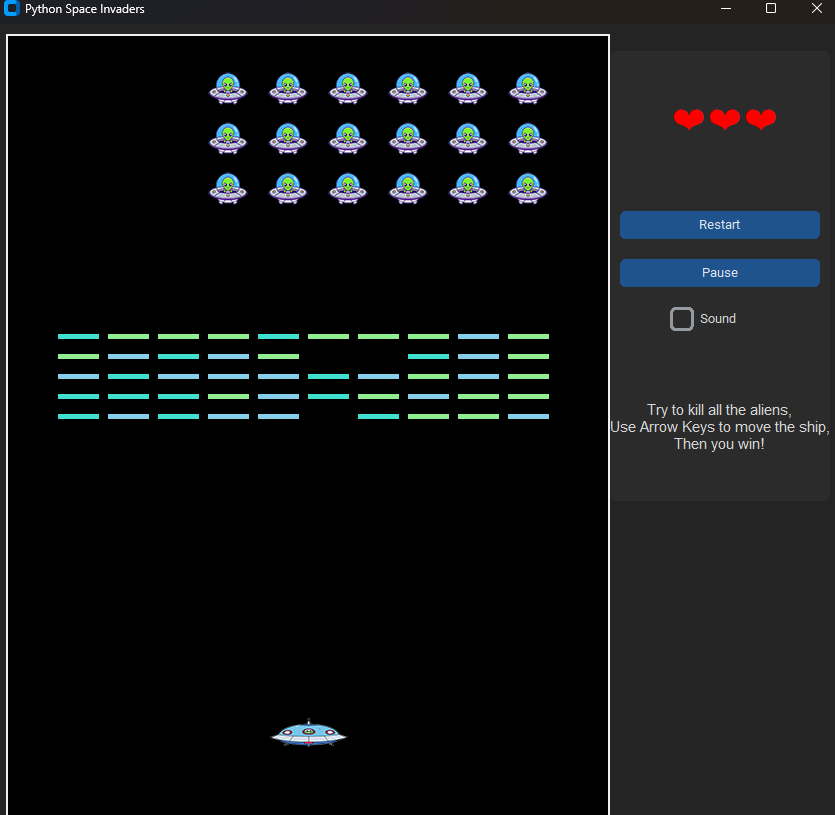 Python Space Invaders
Restart
Pause
Sound
Try to kill all the aliens,
Use Arrow Keys to move the ship,
Then you win!